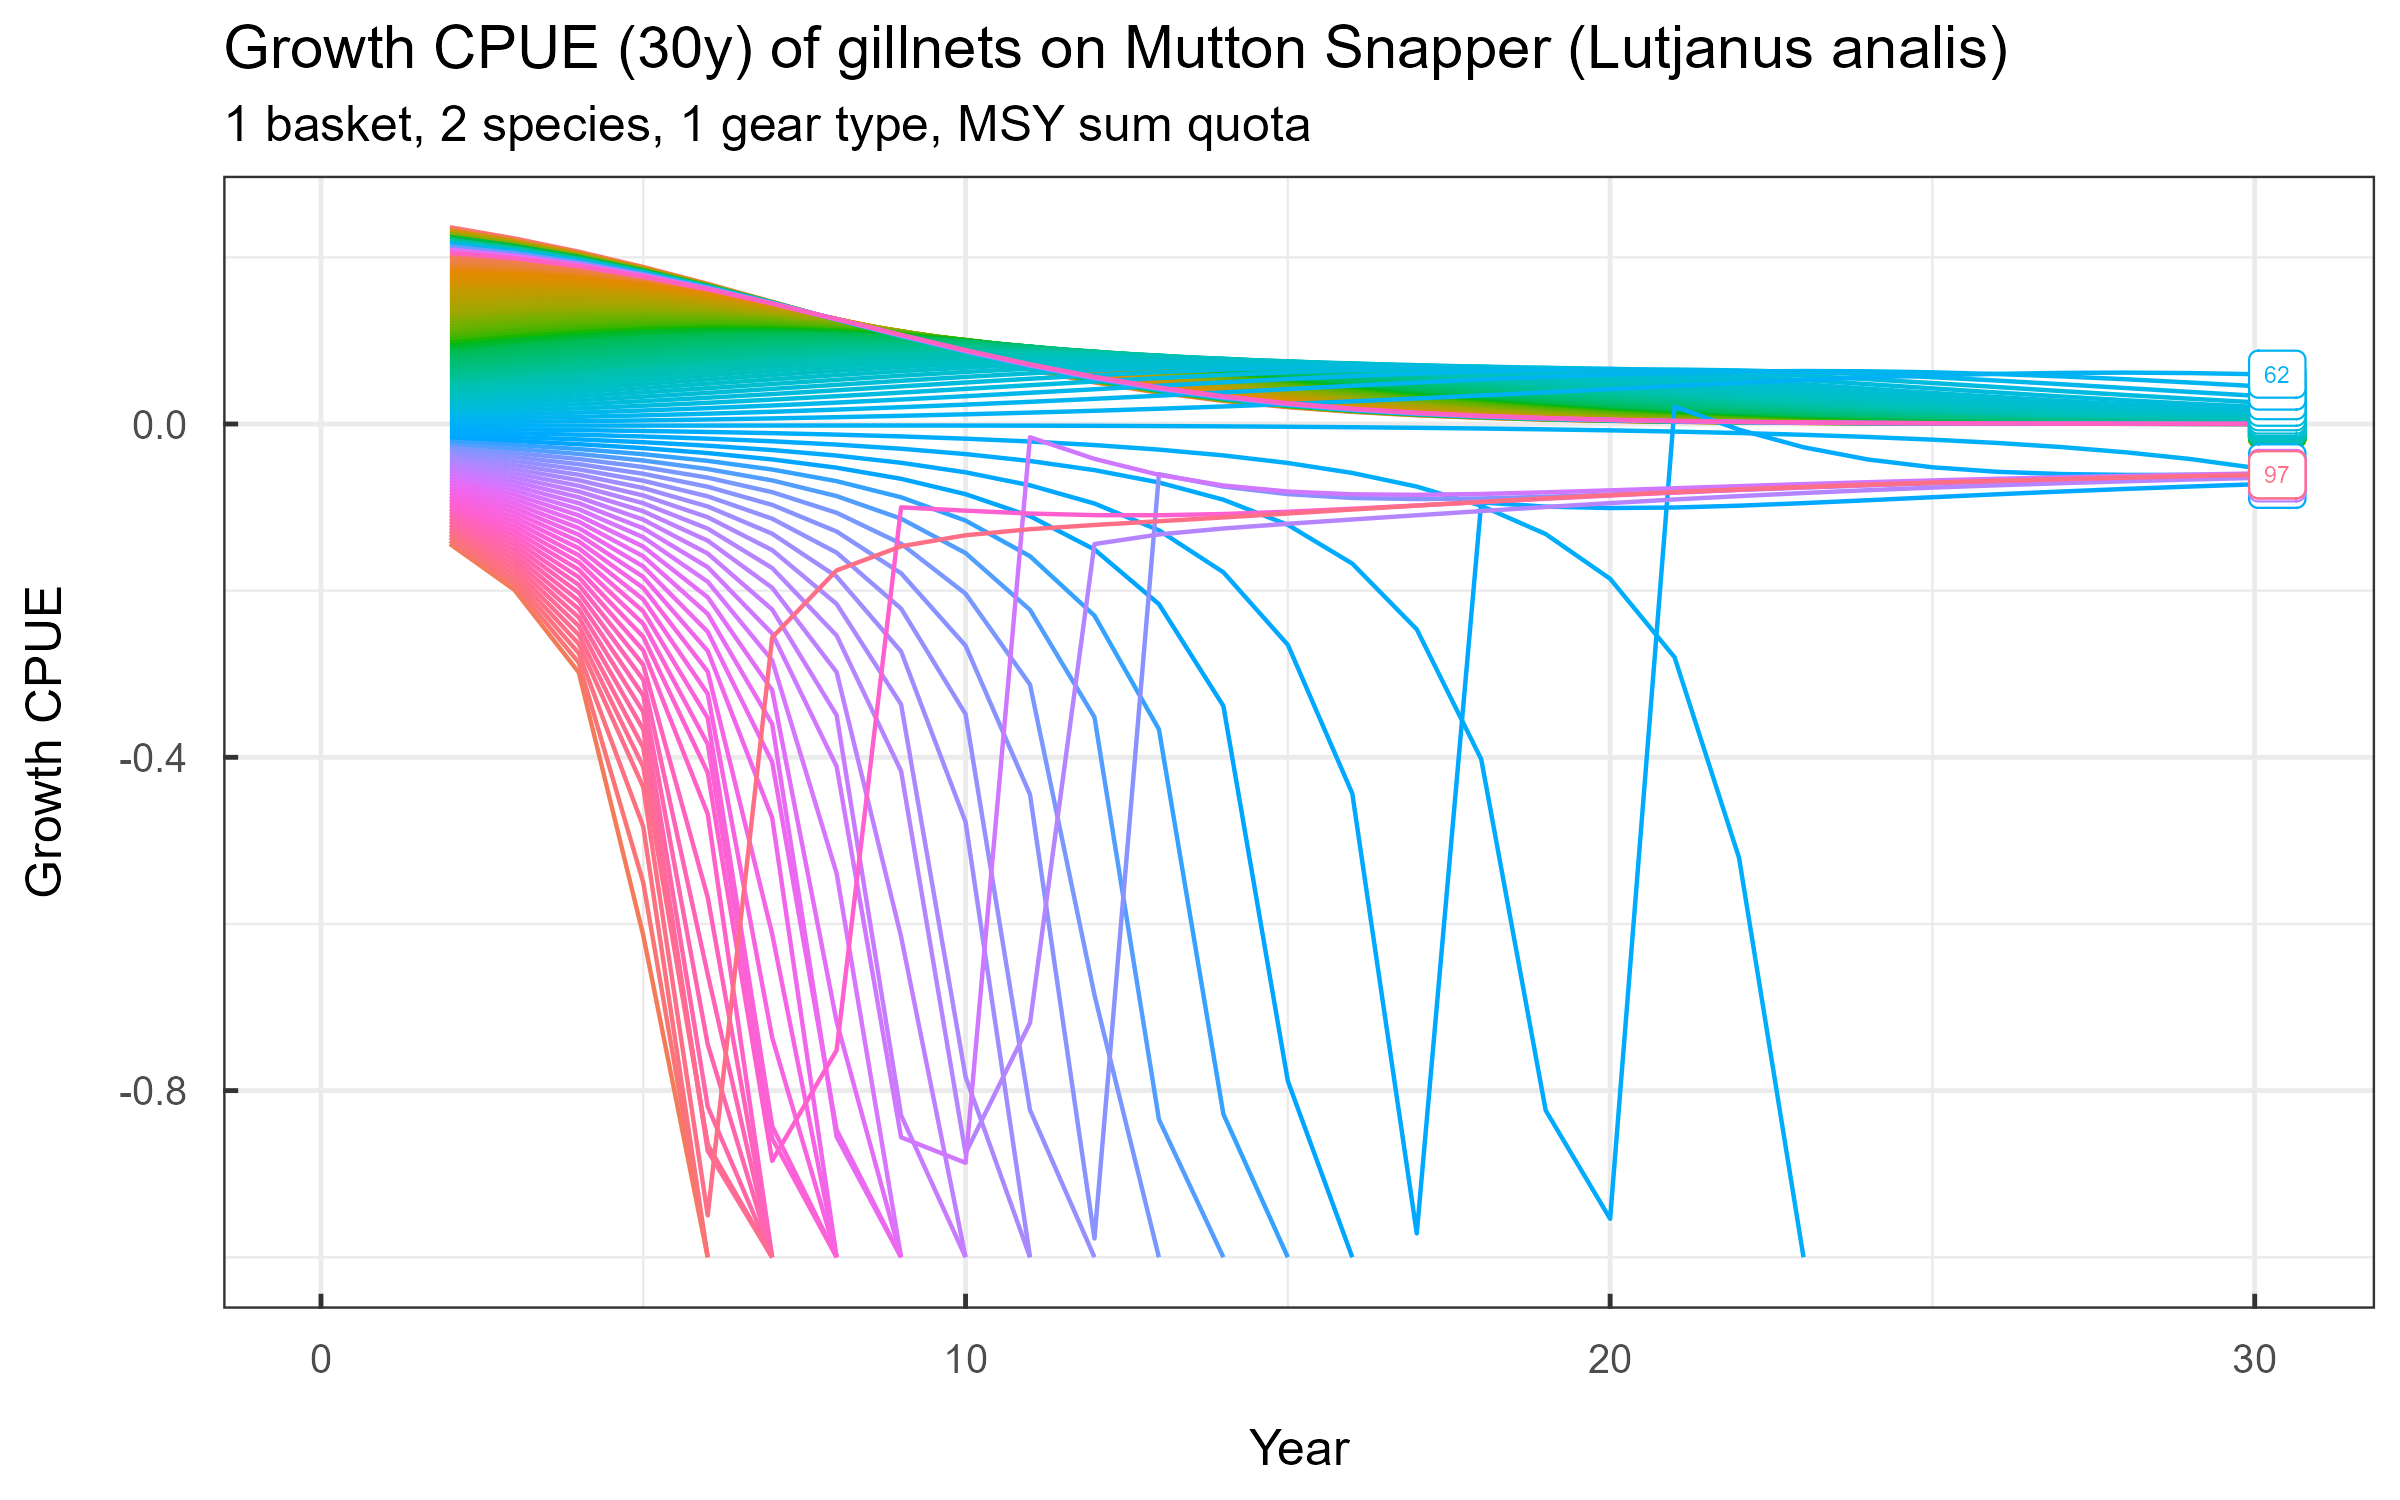 Growth CPUE (30y) of gillnets on Mutton Snapper (Lutjanus analis)
1 basket, 2 species, 1 gear type, MSY sum quota
Growth CPUE
0.0
-0.4
-0.8
62
97
0
10
20
30
Year